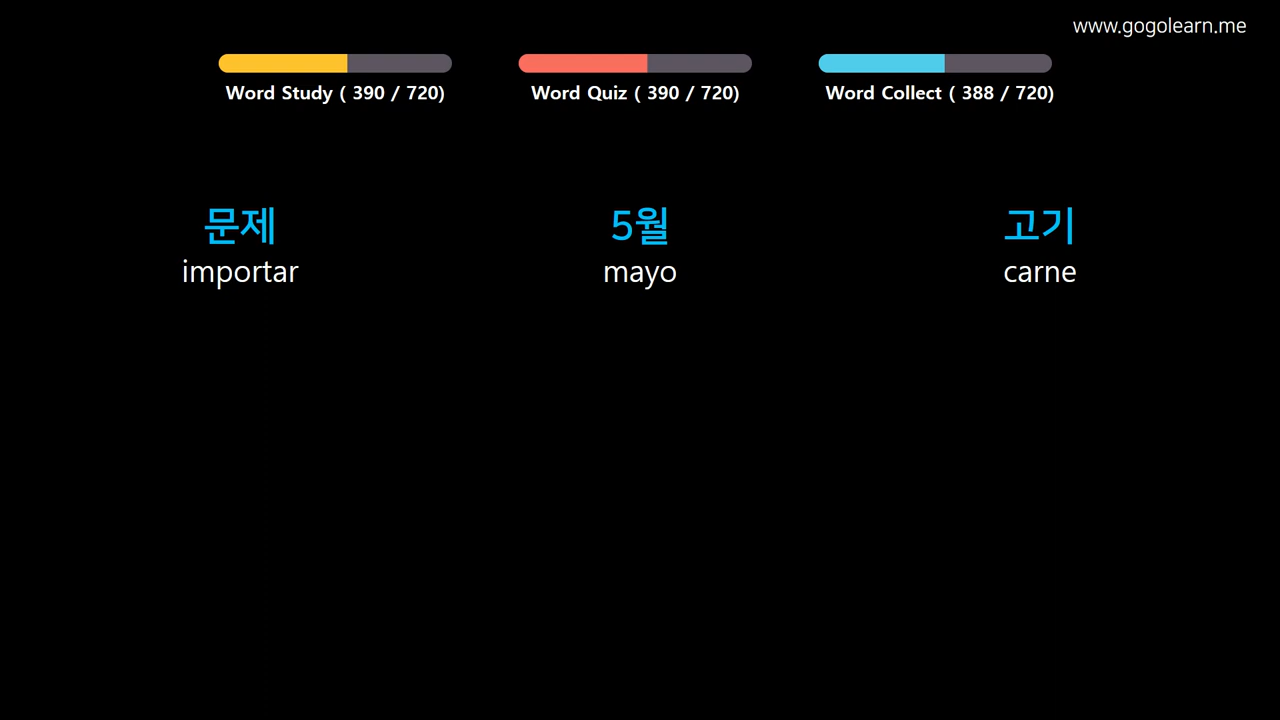 www.gogolearn.me
Word Study ( 390 / 720)
Word Quiz ( 390 / 720)
Word Collect ( 388 / 720)
문제
importar
5월
mayo
고기
carne